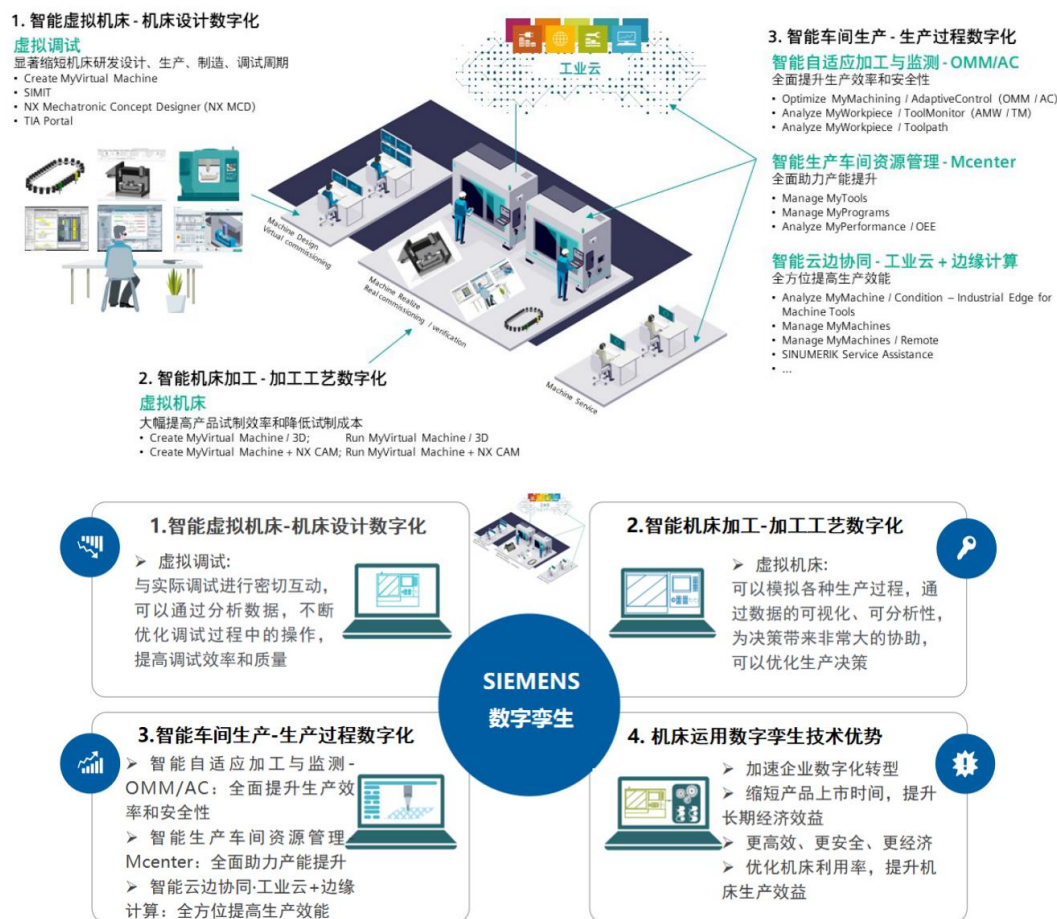 1. 智能虚拟机床 - 机床设计数字化
虚拟调试
显著缩短机床研发设计、生产、制造、调试周期
• Create MyVirtual Machine
• SIMIT
• NX Mechatronic Concept Designer (NX MCD)
• TIA Portal
工业云
Machine Design
Virtual commissioning
Machine Realize
Real commissioning / verification
Machine Service
2. 智能机床加工 - 加工工艺数字化
虚拟机床
大幅提高产品试制效率和降低试制成本
• Create MyVirtual Machine / 3D; Run MyVirtual Machine / 3D
• Create MyVirtual Machine + NX CAM; Run MyVirtual Machine + NX CAM
3. 智能车间生产 - 生产过程数字化
智能自适应加工与监测 - OMM/AC
全面提升生产效率和安全性
• Optimize MyMachining / AdaptiveControl (OMM / AC)
• Analyze MyWorkpiece / ToolMonitor (AMW / TM)
• Analyze MyWorkpiece / Toolpath
智能生产车间资源管理 - Mcenter
全面助力产能提升
• Manage MyTools
• Manage MyPrograms
• Analyze MyPerformance / OEE
智能云边协同 - 工业云 + 边缘计算
全方位提高生产效能
• Analyze MyMachine / Condition – Industrial Edge for
Machine Tools
• Manage MyMachines
• Manage MyMachines / Remote
• SINUMERIK Service Assistance
• ...
1.智能虚拟机床-机床设计数字化
➢ 虚拟调试:
与实际调试进行密切互动，
可以通过分析数据，不断
优化调试过程中的操作，
提高调试效率和质量
2.智能机床加工-加工工艺数字化
➢ 虚拟机床:
可以模拟各种生产过程，通
过数据的可视化、可分析性，
为决策带来非常大的协助，
可以优化生产决策
SIEMENS
数字孪生
3.智能车间生产-生产过程数字化
➢ 智能自适应加工与监测-
OMM/AC：全面提升生产效
率和安全性
➢ 智能生产车间资源管理
Mcenter：全面助力产能提升
➢ 智能云边协同·工业云+边缘
计算：全方位提高生产效能
4. 机床运用数字孪生技术优势
➢ 加速企业数字化转型
➢ 缩短产品上市时间，提升
长期经济效益
➢ 更高效、更安全、更经济
➢ 优化机床利用率，提升机
床生产效益